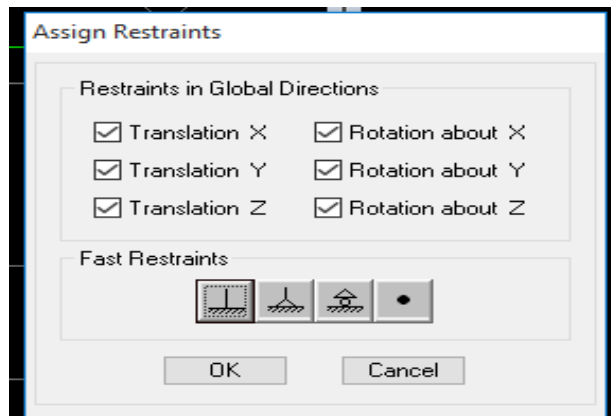 Assign Restraints
Restraints in Global Directions
Translation X Rotation about X
Translation Y Rotation about Y
Translation Z Rotation about Z
Fast Restraints
OK Cancel